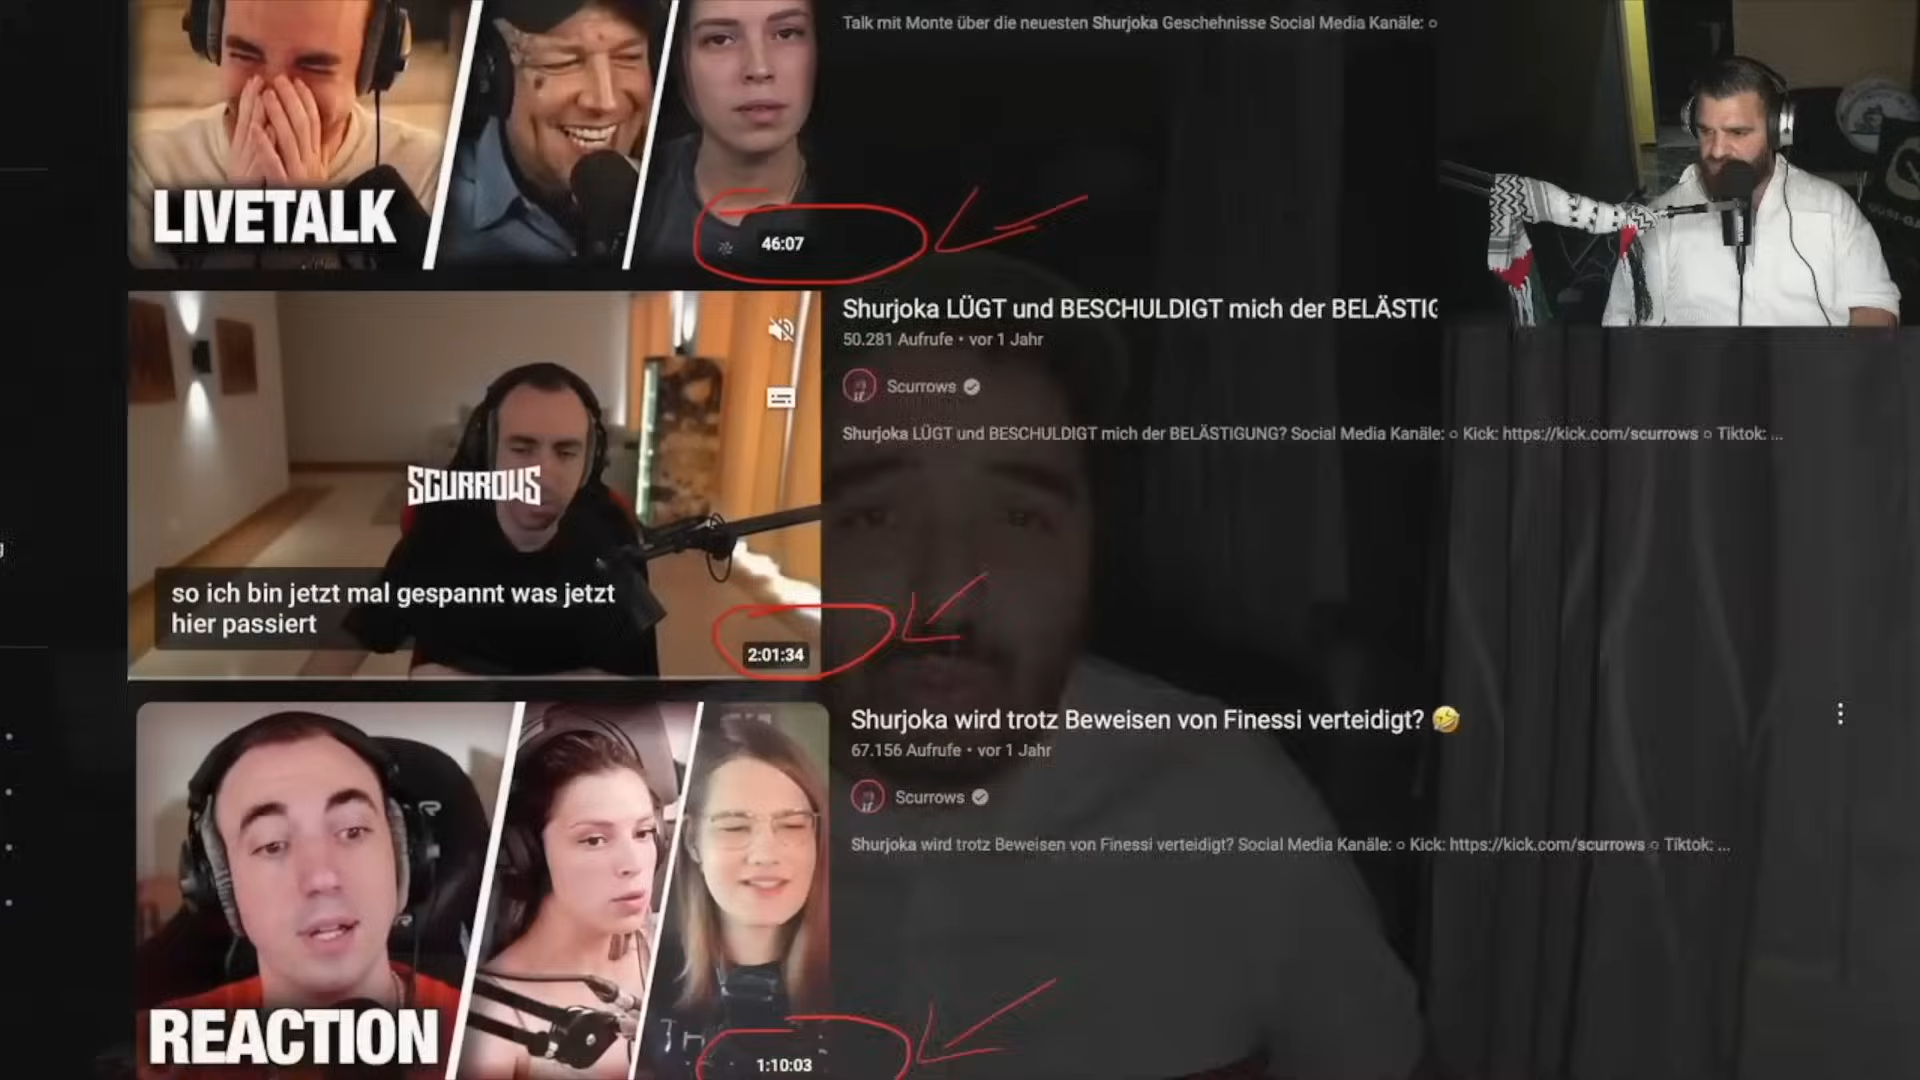 Talk mit Monte über die neuesten Shurjoka Geschehnisse Social Media Kanäle: ○
LIVETALK
46:07
Shurjoka LÜGT und BESCHULDIGT mich der BELÄSTIG
50.281 Aufrufe • vor 1 Jahr
Scurrows
Shurjoka LÜGT und BESCHULDIGT mich der BELÄSTIGUNG? Social Media Kanäle: ○ Kick: https://kick.com/scurrows ○ Tiktok: ...
SCURROWS
so ich bin jetzt mal gespannt was jetzt
hier passiert
2:01:34
Shurjoka wird trotz Beweisen von Finessi verteidigt? 🤣
67.156 Aufrufe • vor 1 Jahr
Scurrows
Shurjoka wird trotz Beweisen von Finessi verteidigt? Social Media Kanäle: ○ Kick: https://kick.com/scurrows ○ Tiktok: ...
REACTION
1:10:03